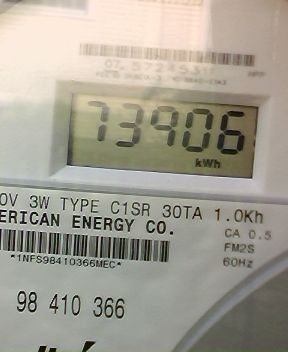 73906
kWh
0V 3W TYPE C1SR 30TA 1.0Kh
ERICAN ENERGY CO.
CA 0.5
FM2S
60Hz
*1NFS98410366MEC*
98 410 366